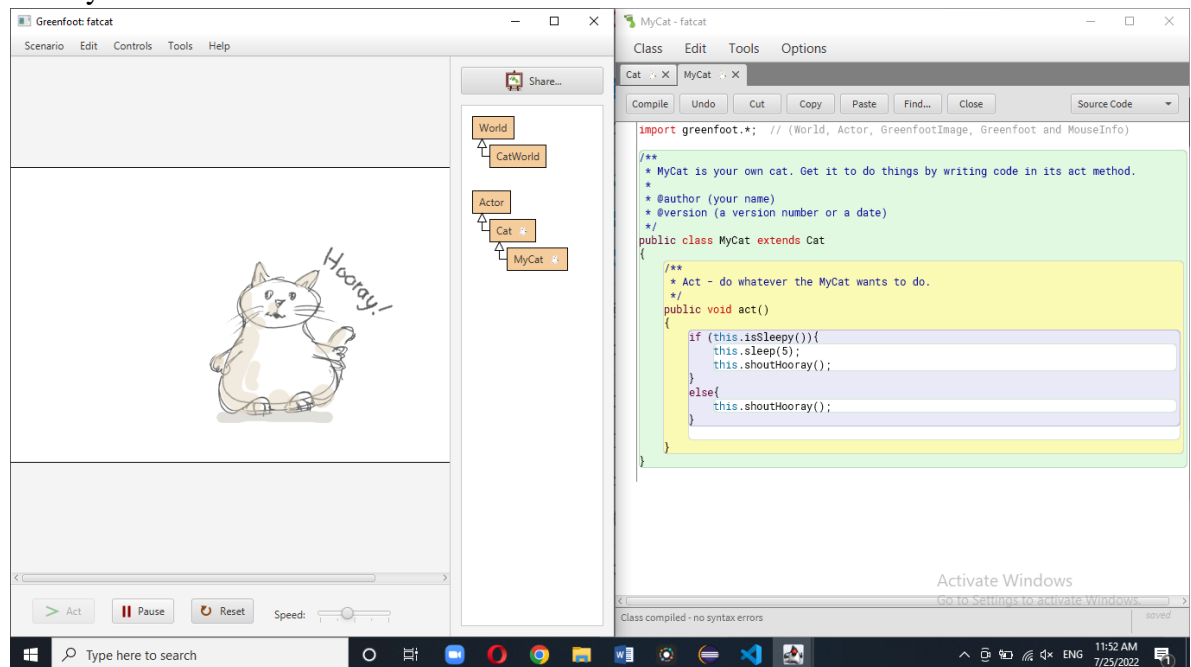 Greenfoot: fatcat
Scenario Edit Controls Tools Help
Share...
World
CatWorld
Actor
Cat
MyCat
Hooray!
> Act Pause Reset Speed:
MyCat - fatcat
Class Edit Tools Options
Cat X MyCat X
Compile Undo Cut Copy Paste Find... Close Source Code
import greenfoot.*; // (World, Actor, GreenfootImage, Greenfoot and MouseInfo)
/**
* MyCat is your own cat. Get it to do things by writing code in its act method.
*
* @author (your name)
* @version (a version number or a date)
*/
public class MyCat extends Cat
{
/**
* Act - do whatever the MyCat wants to do.
*/
public void act()
{
if (this.isSleepy()){
this.sleep(5);
this.shoutHooray();
}
else{
this.shoutHooray();
}
}
}
Activate Windows
Go to Settings to activate Windows.
Class compiled - no syntax errors
saved
Type here to search
ENG
11:52 AM
7/25/2022
1